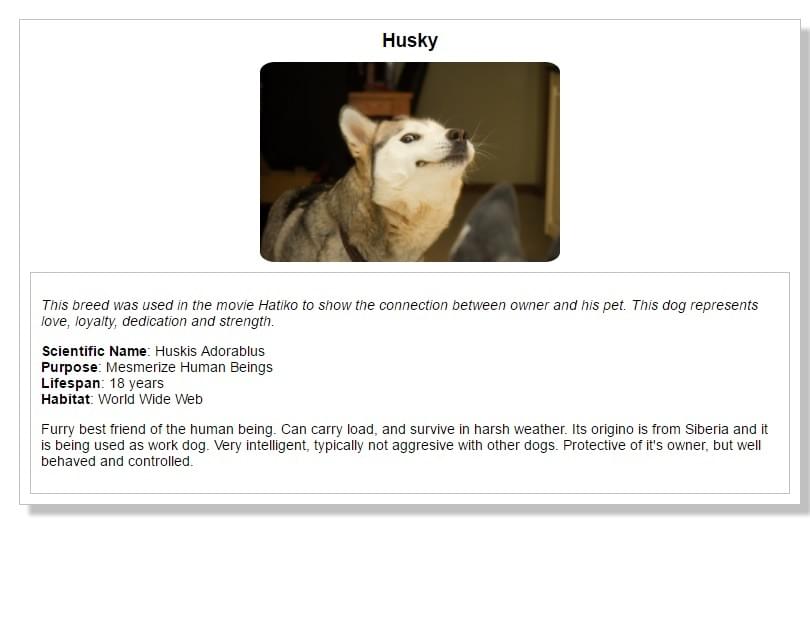 Husky
This breed was used in the movie Hatiko to show the connection between owner and his pet. This dog represents
love, loyalty, dedication and strength.
Scientific Name: Huskis Adorablus
Purpose: Mesmerize Human Beings
Lifespan: 18 years
Habitat: World Wide Web
Furry best friend of the human being. Can carry load, and survive in harsh weather. Its origino is from Siberia and it
is being used as work dog. Very intelligent, typically not aggresive with other dogs. Protective of it's owner, but well
behaved and controlled.